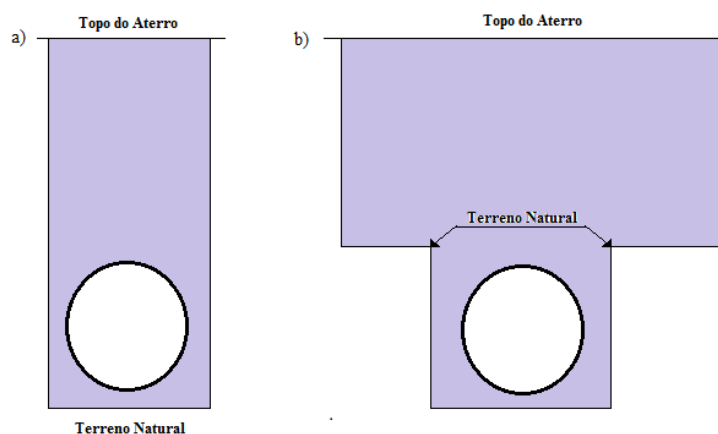 a)
Topo do Aterro
Terreno Natural
b)
Topo do Aterro
Terreno Natural